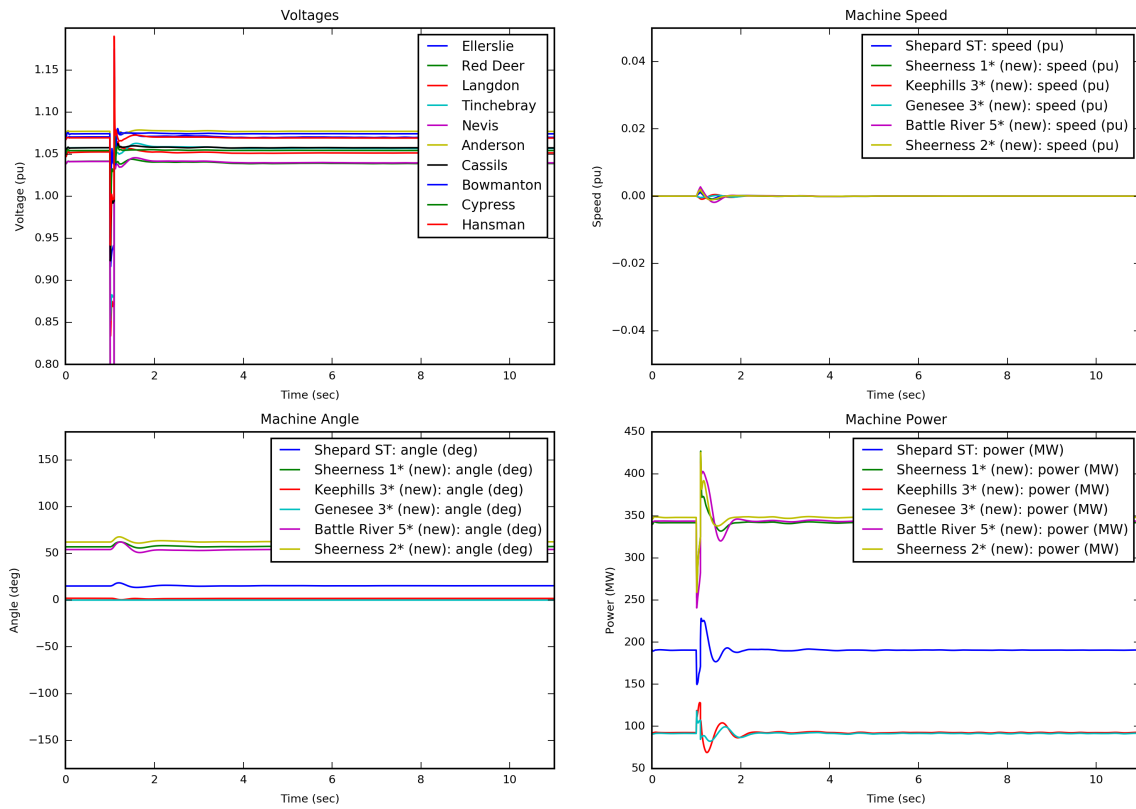 Voltages
1.15
1.10
1.05
1.00
0.95
0.90
0.85
0.80
Voltage (pu)
Ellerslie
Red Deer
Langdon
Tinchebray
Nevis
Anderson
Cassils
Bowmanton
Cypress
Hansman
0 2 4 6 8 10
Time (sec)
Machine Speed
0.04
0.02
0.00
−0.02
−0.04
Speed (pu)
Shepard ST: speed (pu)
Sheerness 1* (new): speed (pu)
Keephills 3* (new): speed (pu)
Genesee 3* (new): speed (pu)
Battle River 5* (new): speed (pu)
Sheerness 2* (new): speed (pu)
0 2 4 6 8 10
Time (sec)
Machine Angle
150
100
50
0
−50
−100
−150
Angle (deg)
Shepard ST: angle (deg)
Sheerness 1* (new): angle (deg)
Keephills 3* (new): angle (deg)
Genesee 3* (new): angle (deg)
Battle River 5* (new): angle (deg)
Sheerness 2* (new): angle (deg)
0 2 4 6 8 10
Time (sec)
Machine Power
450
400
350
300
250
200
150
100
50
Power (MW)
Shepard ST: power (MW)
Sheerness 1* (new): power (MW)
Keephills 3* (new): power (MW)
Genesee 3* (new): power (MW)
Battle River 5* (new): power (MW)
Sheerness 2* (new): power (MW)
0 2 4 6 8 10
Time (sec)